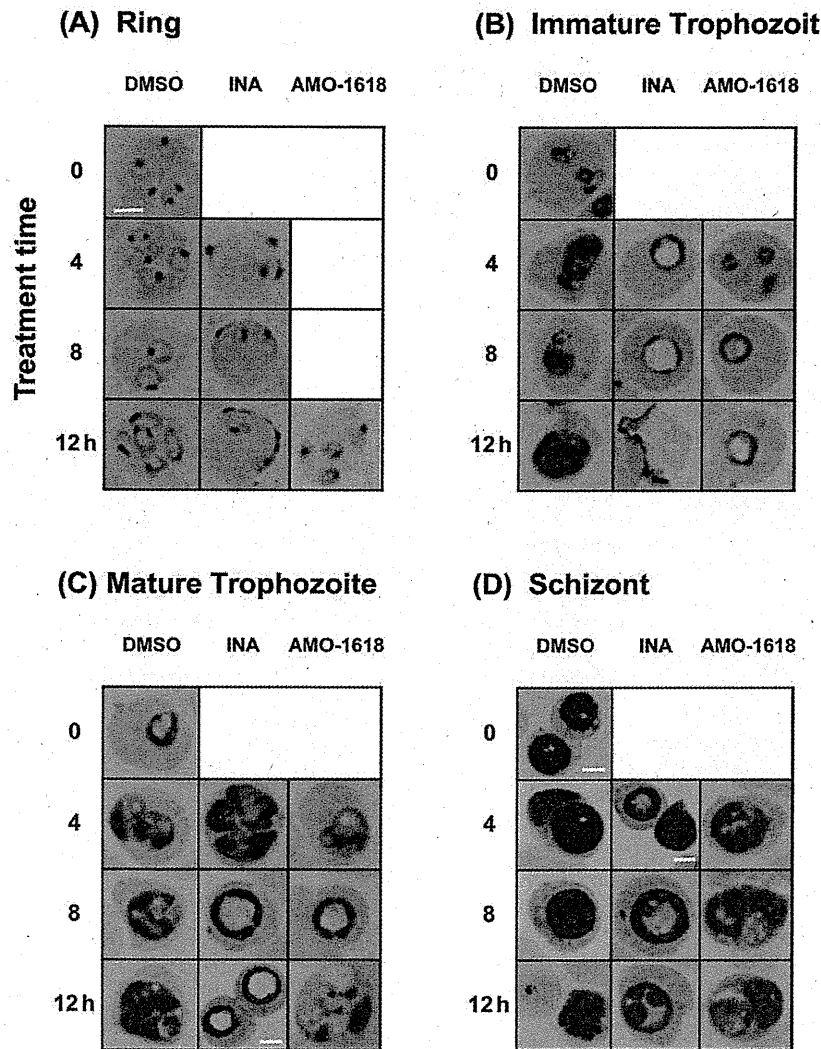 (A) Ring
DMSO INA AMO-1618
Treatment time
0
4
8
12 h
(B) Immature Trophozoit
DMSO INA AMO-1618
0
4
8
12 h
(C) Mature Trophozoite
DMSO INA AMO-1618
0
4
8
12 h
(D) Schizont
DMSO INA AMO-1618
0
4
8
12 h